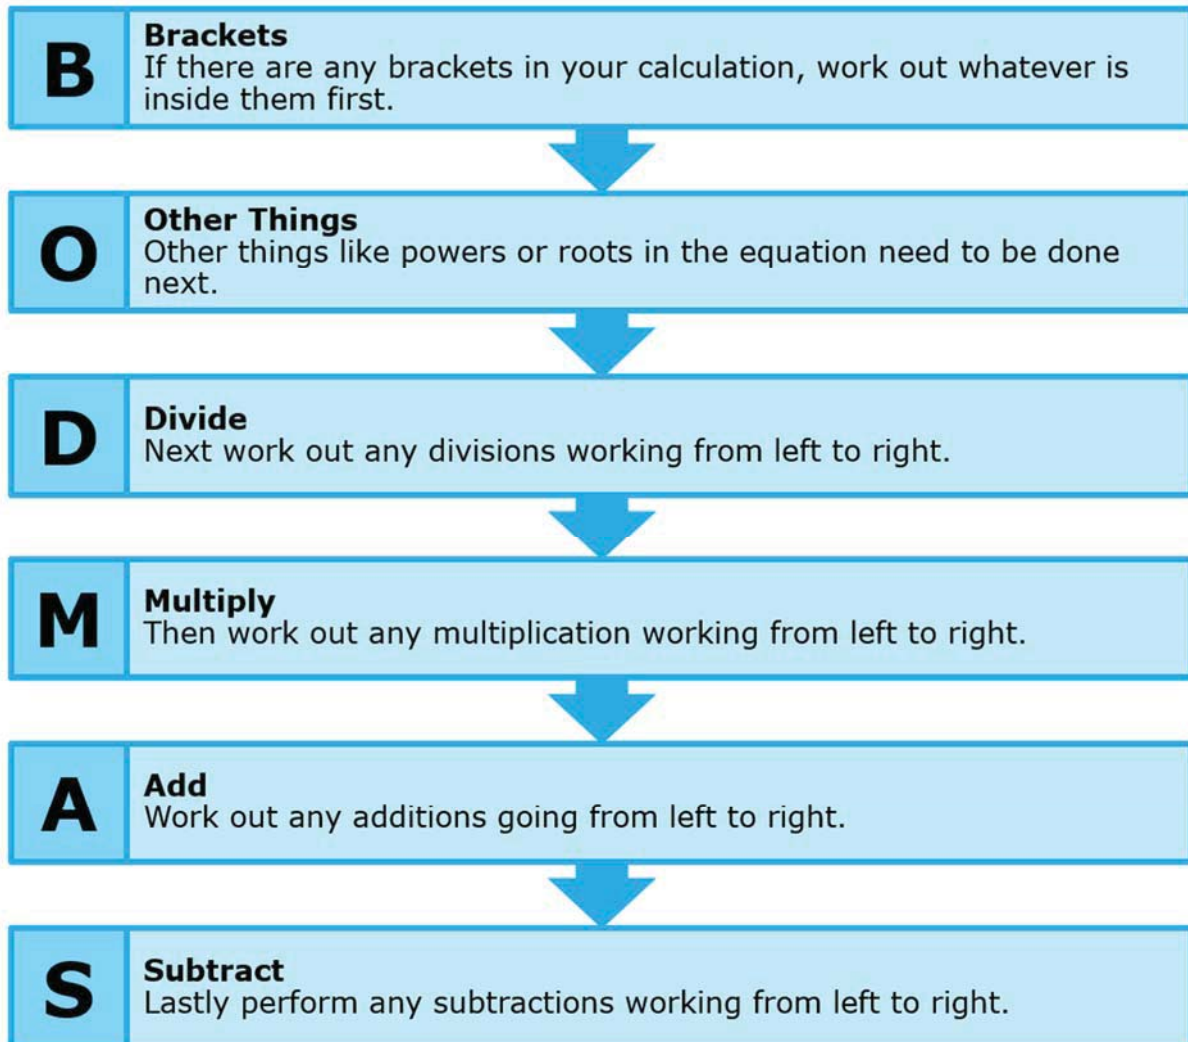 B
Brackets
If there are any brackets in your calculation, work out whatever is
inside them first.
O
Other Things
Other things like powers or roots in the equation need to be done
next.
D
Divide
Next work out any divisions working from left to right.
M
Multiply
Then work out any multiplication working from left to right.
A
Add
Work out any additions going from left to right.
S
Subtract
Lastly perform any subtractions working from left to right.